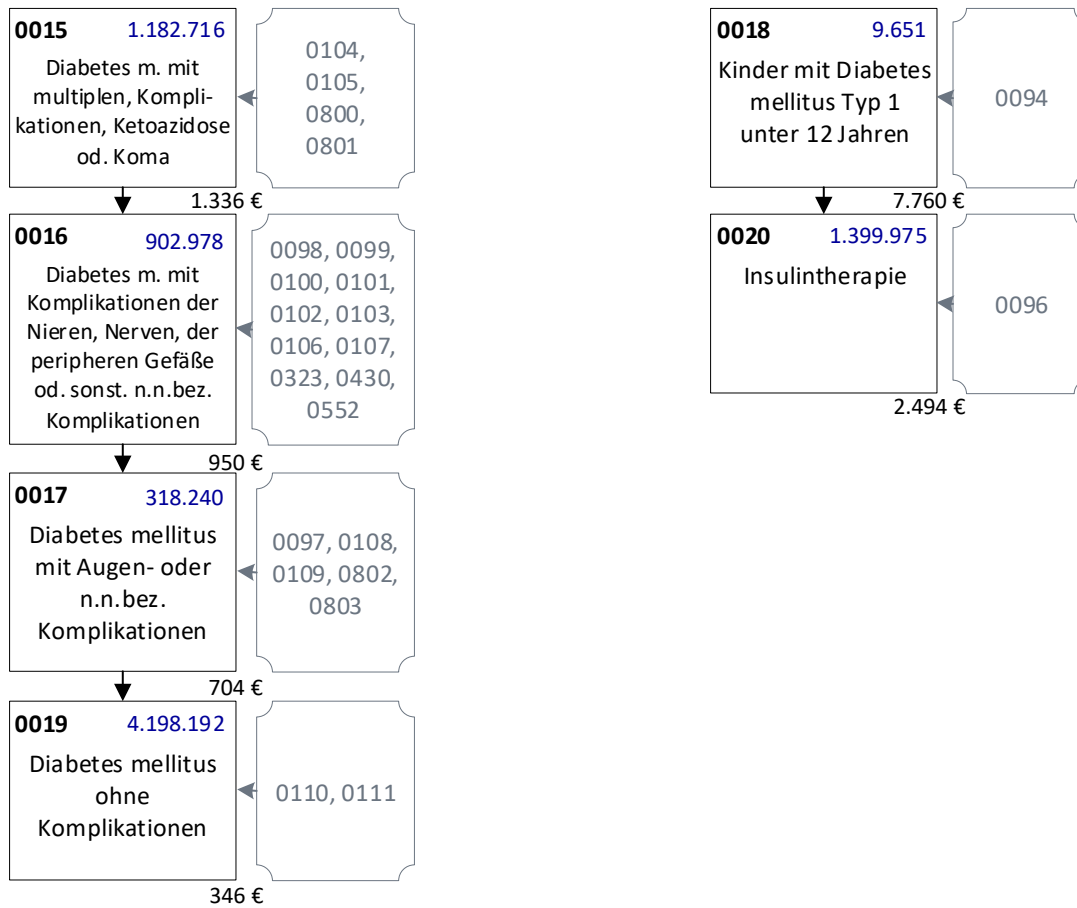 0015 1.182.716
Diabetes m. mit
multiplen, Kompli-
kationen, Ketoazidose
od. Koma
0104,
0105,
0800,
0801
1.336 €
0016 902.978
Diabetes m. mit
Komplikationen der
Nieren, Nerven, der
peripheren Gefäße
od. sonst. n.n.bez.
Komplikationen
0098, 0099,
0100, 0101,
0102, 0103,
0106, 0107,
0323, 0430,
0552
950 €
0017 318.240
Diabetes mellitus
mit Augen- oder
n.n.bez.
Komplikationen
0097, 0108,
0109, 0802,
0803
704 €
0019 4.198.192
Diabetes mellitus
ohne
Komplikationen
0110, 0111
346 €
0018 9.651
Kinder mit Diabetes
mellitus Typ 1
unter 12 Jahren
0094
7.760 €
0020 1.399.975
Insulintherapie
0096
2.494 €